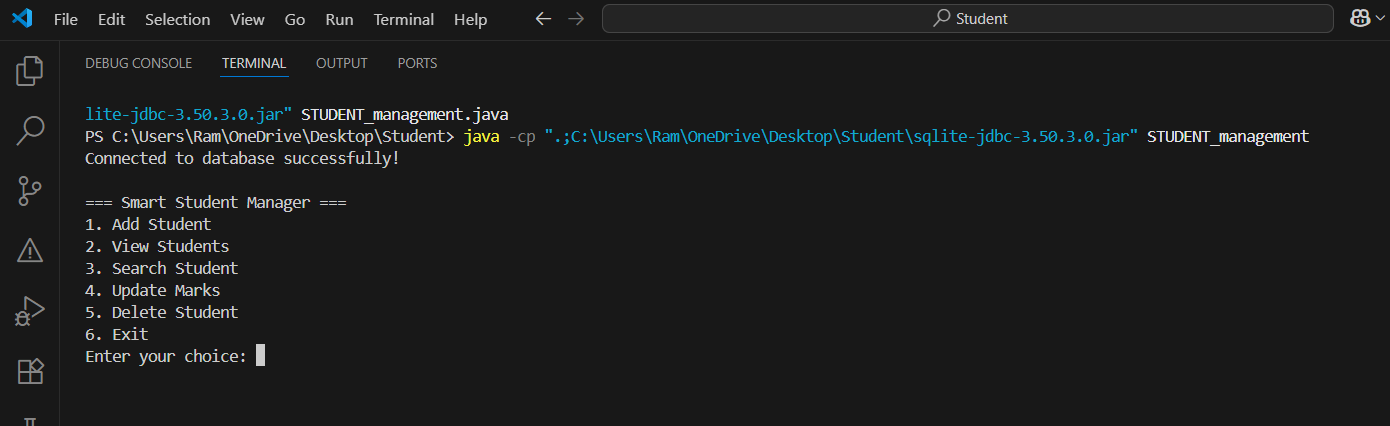 File Edit Selection View Go Run Terminal Help Student
DEBUG CONSOLE TERMINAL OUTPUT PORTS
lite-jdbc-3.50.3.0.jar" STUDENT_management.java
PS C:\Users\Ram\OneDrive\Desktop\Student> java -cp ".;C:\Users\Ram\OneDrive\Desktop\Student\sqlite-jdbc-3.50.3.0.jar" STUDENT_management
Connected to database successfully!
=== Smart Student Manager ===
1. Add Student
2. View Students
3. Search Student
4. Update Marks
5. Delete Student
6. Exit
Enter your choice: